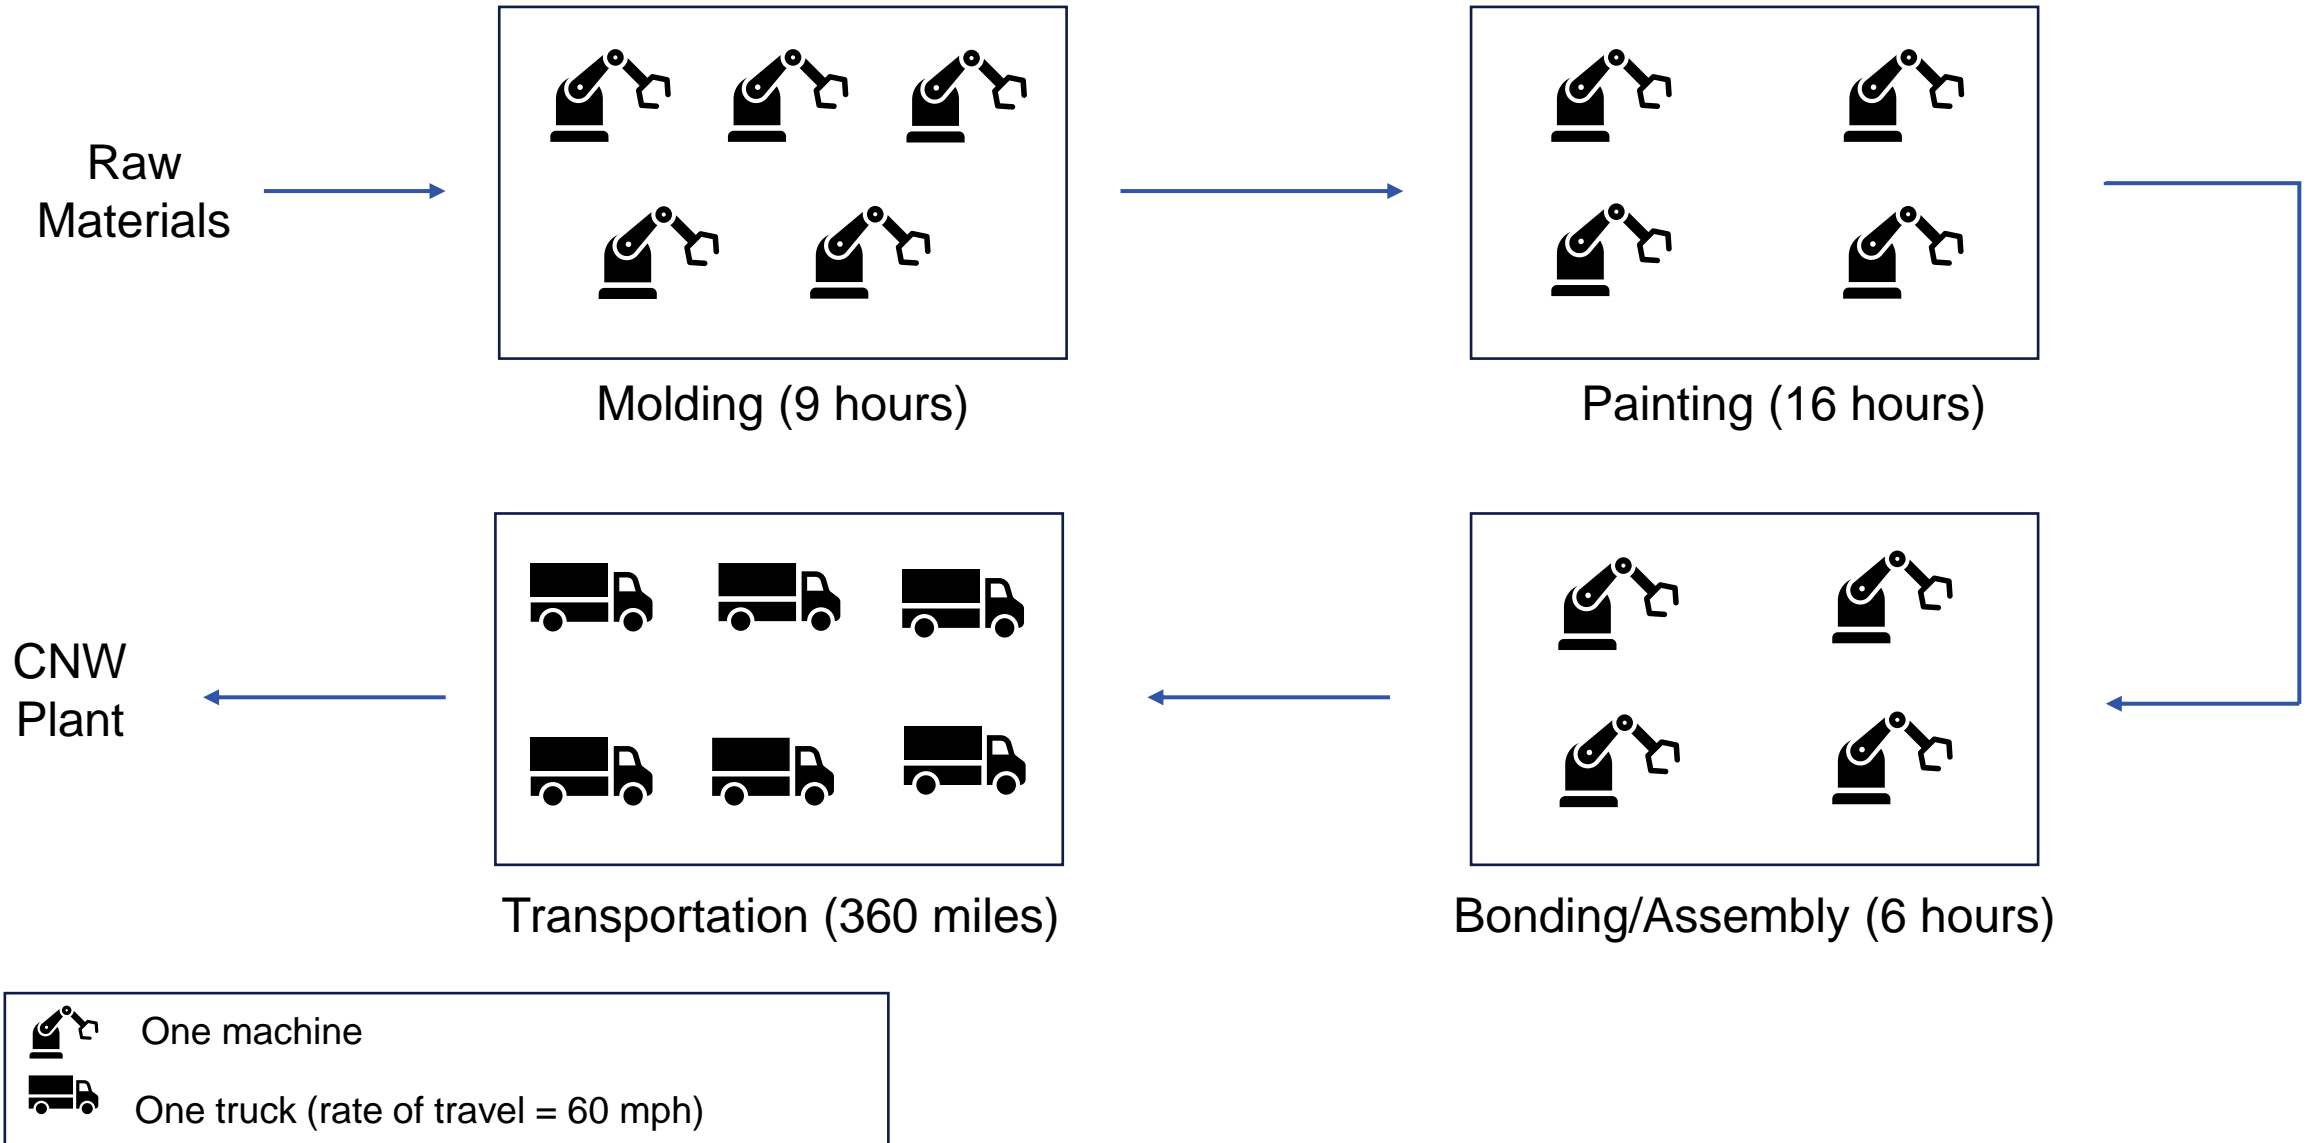 Raw
Materials
Molding (9 hours)
Painting (16 hours)
CNW
Plant
Transportation (360 miles)
Bonding/Assembly (6 hours)
One machine
One truck (rate of travel = 60 mph)